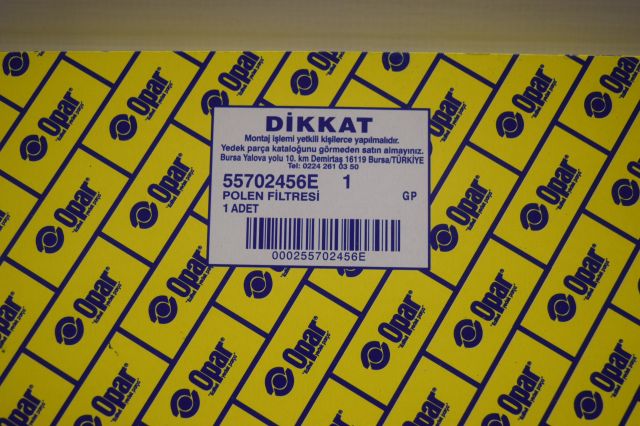 DİKKAT
Montaj işlemi yetkili kişilerce yapılmalıdır.
Yedek parça kataloğunu görmeden satın almayınız.
Bursa Yalova yolu 10. km Demirtaş 16119 Bursa/TÜRKİYE
Tel: 0224 261 03 50
55702456E 1
POLEN FİLTRESİ GP
1 ADET
000255702456E
Opar